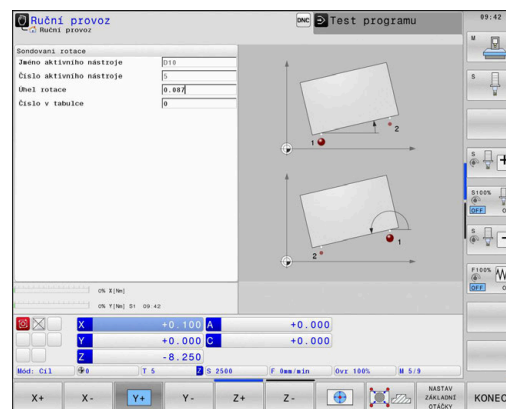 Ruční provoz
Ruční provoz
DNC
Test programu
09:42
Sondovani rotace
Jméno aktivního nástroje D10
Číslo aktivního nástroje 5
Úhel rotace 0.087
Číslo v tabulce 0
1
2
2
1
M
S
S
S100%
OFF
S
F100%
OFF
0% X[Nm]
0% Y[Nm] S1 09:42
X +0.100 A +0.000
Y +0.000 C +0.000
Z -8.250
Mód: Cíl 0 T 5 Z S 2500 F 0mm/min Ovr 100% M 5/9
X+ X- Y+ Y- Z+ Z- NASTAV ZÁKLADNÍ OTÁČKY KONEC